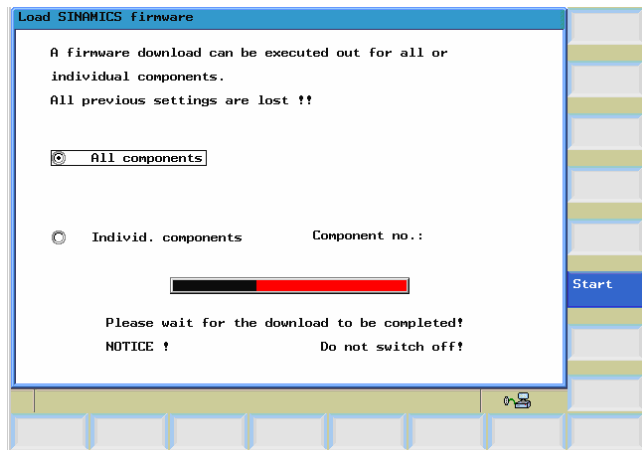 Load SINAMICS firmware
A firmware download can be executed out for all or
individual components.
All previous settings are lost !!
All components
Individ. components Component no.:
Start
Please wait for the download to be completed!
NOTICE ! Do not switch off!